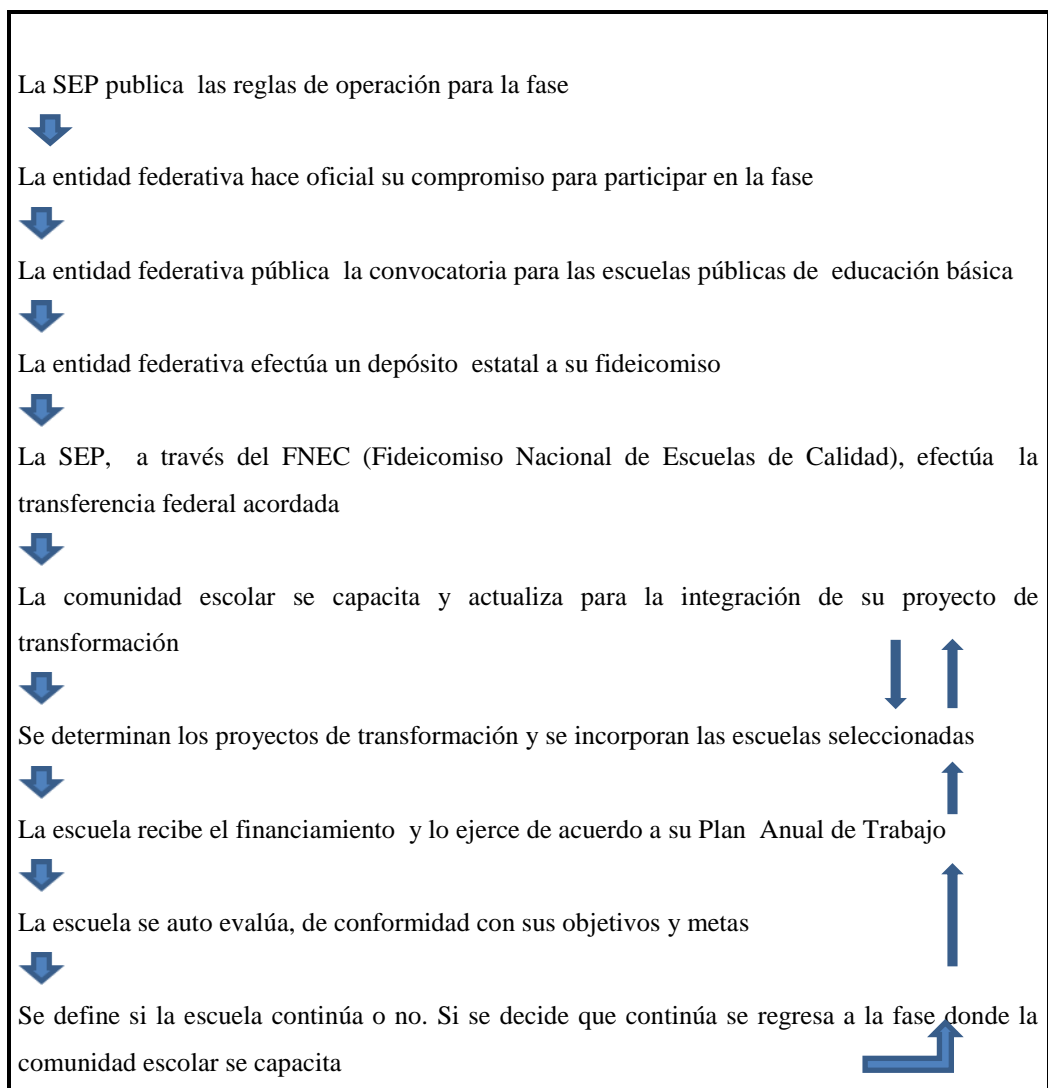 La SEP publica las reglas de operación para la fase
La entidad federativa hace oficial su compromiso para participar en la fase
La entidad federativa pública la convocatoria para las escuelas públicas de educación básica
La entidad federativa efectúa un depósito estatal a su fideicomiso
La SEP, a través del FNEC (Fideicomiso Nacional de Escuelas de Calidad), efectúa la
transferencia federal acordada
La comunidad escolar se capacita y actualiza para la integración de su proyecto de
transformación
Se determinan los proyectos de transformación y se incorporan las escuelas seleccionadas
La escuela recibe el financiamiento y lo ejerce de acuerdo a su Plan Anual de Trabajo
La escuela se auto evalúa, de conformidad con sus objetivos y metas
Se define si la escuela continúa o no. Si se decide que continúa se regresa a la fase donde la
comunidad escolar se capacita